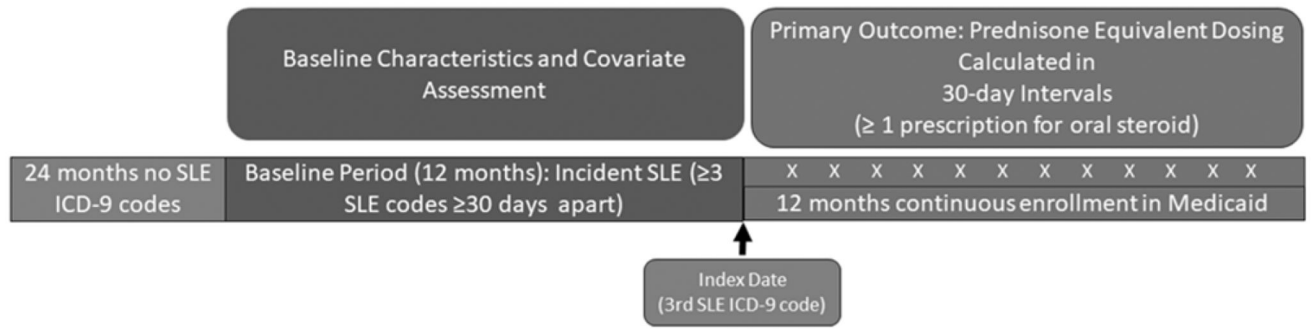 Baseline Characteristics and Covariate
Assessment
Primary Outcome: Prednisone Equivalent Dosing
Calculated in
30-day Intervals
(≥ 1 prescription for oral steroid)
24 months no SLE
ICD-9 codes
Baseline Period (12 months): Incident SLE (≥3
SLE codes ≥30 days apart)
X X X X X X X X X X X X
12 months continuous enrollment in Medicaid
Index Date
(3rd SLE ICD-9 code)